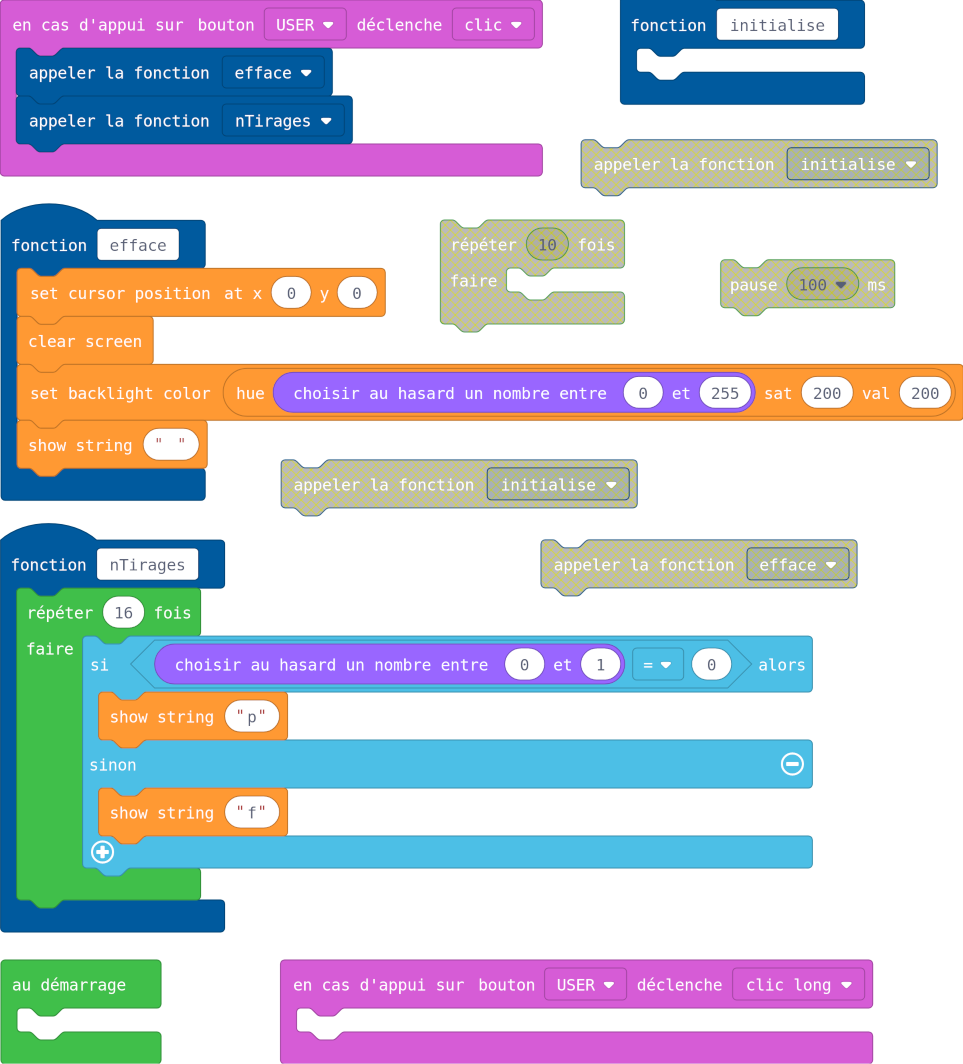 en cas d'appui sur bouton USER déclenche clic
appeler la fonction efface
appeler la fonction nTirages
fonction initialise
appeler la fonction initialise
fonction efface
set cursor position at x 0 y 0
clear screen
set backlight color hue choisir au hasard un nombre entre 0 et 255 sat 200 val 200
show string " "
répéter 10 fois
faire
pause 100 ms
appeler la fonction initialise
appeler la fonction efface
fonction nTirages
répéter 16 fois
faire
si choisir au hasard un nombre entre 0 et 1 = 0 alors
show string "p"
sinon
show string "f"
au démarrage
en cas d'appui sur bouton USER déclenche clic long